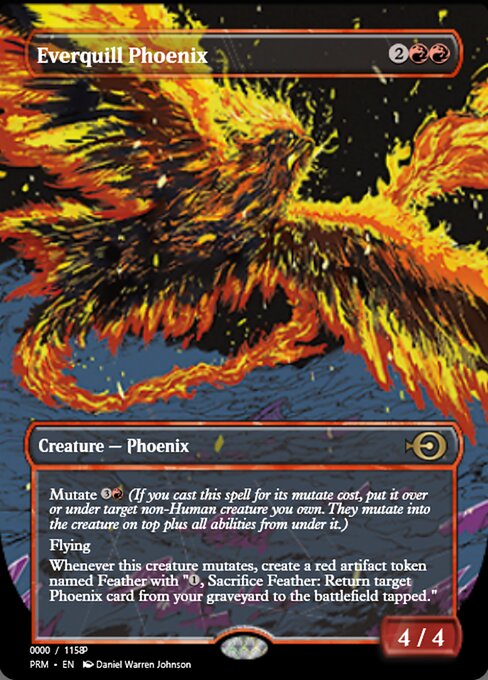 Everquill Phoenix 2
Creature — Phoenix
Mutate 3 (If you cast this spell for its mutate cost, put it over
or under target non-Human creature you own. They mutate into
the creature on top plus all abilities from under it.)
Flying
Whenever this creature mutates, create a red artifact token
named Feather with "1, Sacrifice Feather: Return target
Phoenix card from your graveyard to the battlefield tapped."
4 / 4
0000 / 1158P
PRM • EN Daniel Warren Johnson